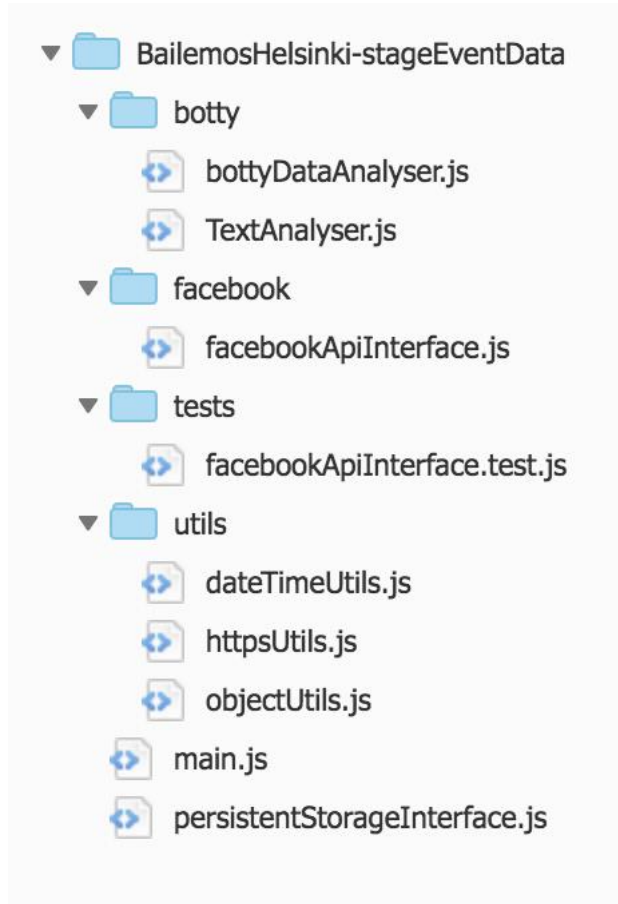 BailemosHelsinki-stageEventData
botty
bottyDataAnalyser.js
TextAnalyser.js
facebook
facebookApiInterface.js
tests
facebookApiInterface.test.js
utils
dateTimeUtils.js
httpsUtils.js
objectUtils.js
main.js
persistentStorageInterface.js